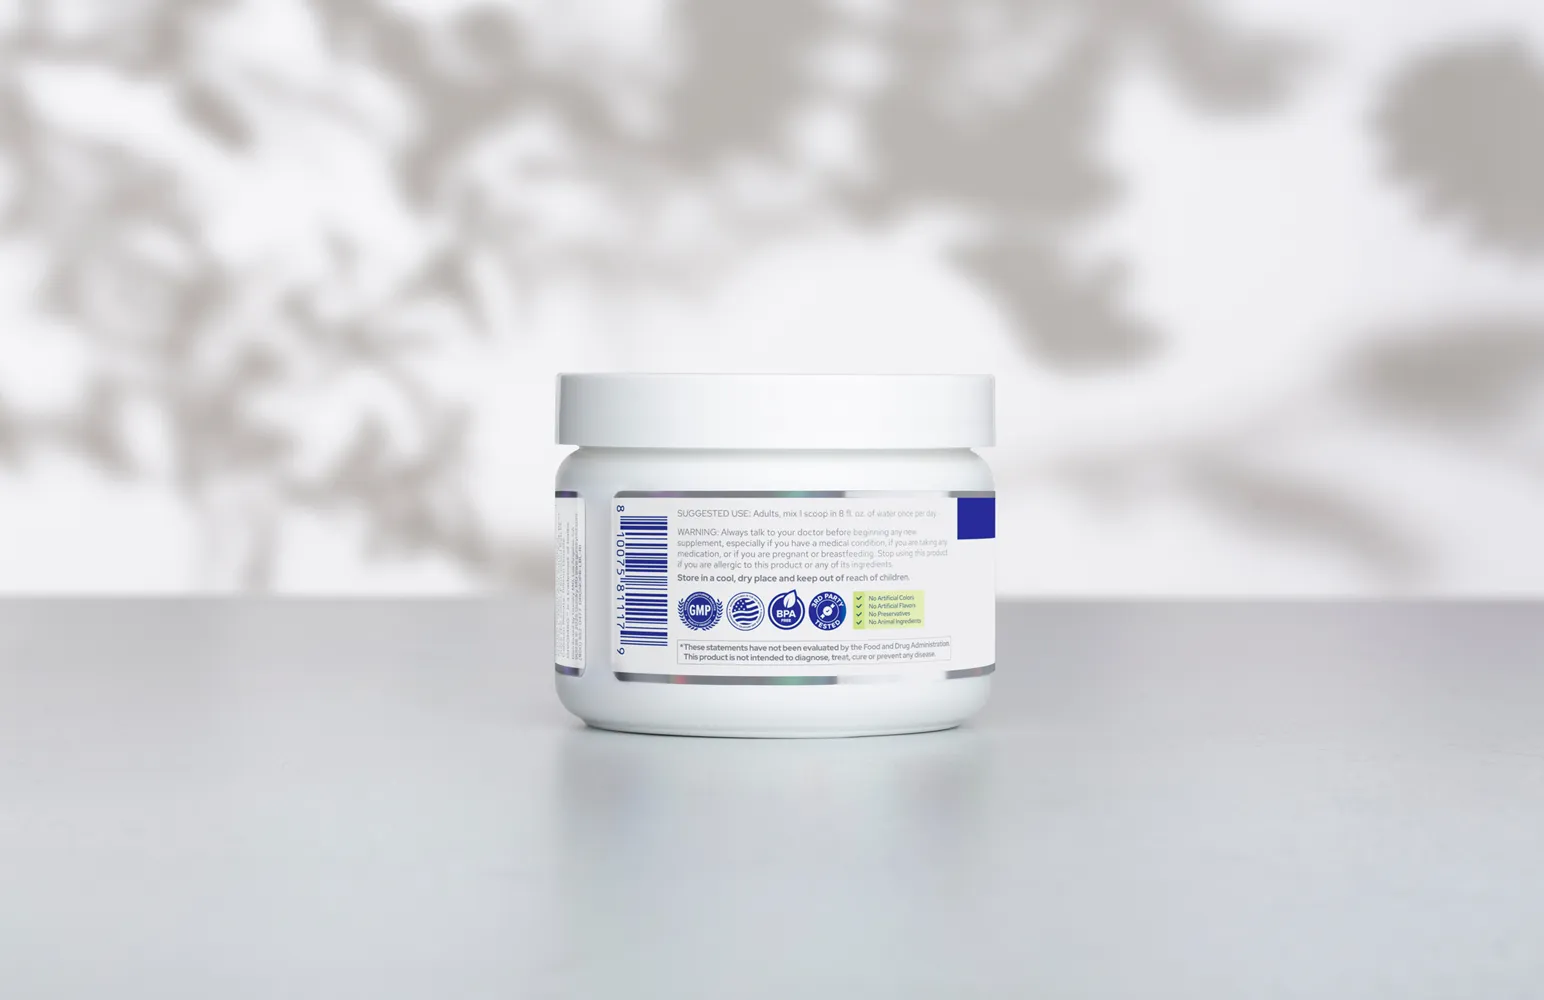 8 10075 81117 9
SUGGESTED USE: Adults, mix 1 scoop in 8 fl. oz. of water once per day.
WARNING: Always talk to your doctor before beginning any new
supplement, especially if you have a medical condition, if you are taking any
medication, or if you are pregnant or breastfeeding. Stop using this product
if you are allergic to this product or any of its ingredients.
Store in a cool, dry place and keep out of reach of children.
GMP
BPA
FREE
3RD PARTY
TESTED
No Artificial Colors
No Artificial Flavors
No Preservatives
No Animal Ingredients
*These statements have not been evaluated by the Food and Drug Administration.
This product is not intended to diagnose, treat, cure or prevent any disease.